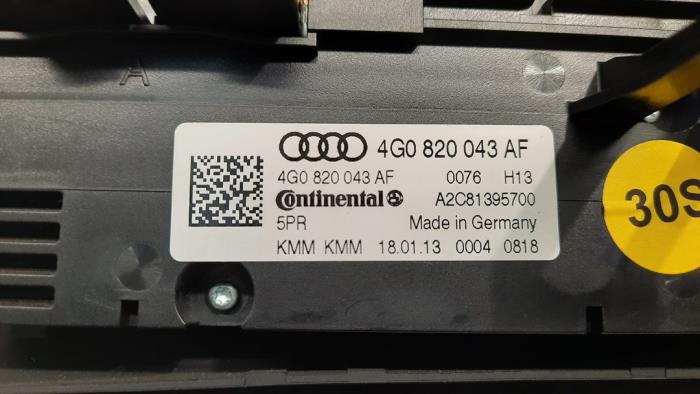 A
4G0 820 043 AF
4G0 820 043 AF 0076 H13
Continental A2C81395700
5PR Made in Germany
KMM KMM 18.01.13 0004 0818
30S